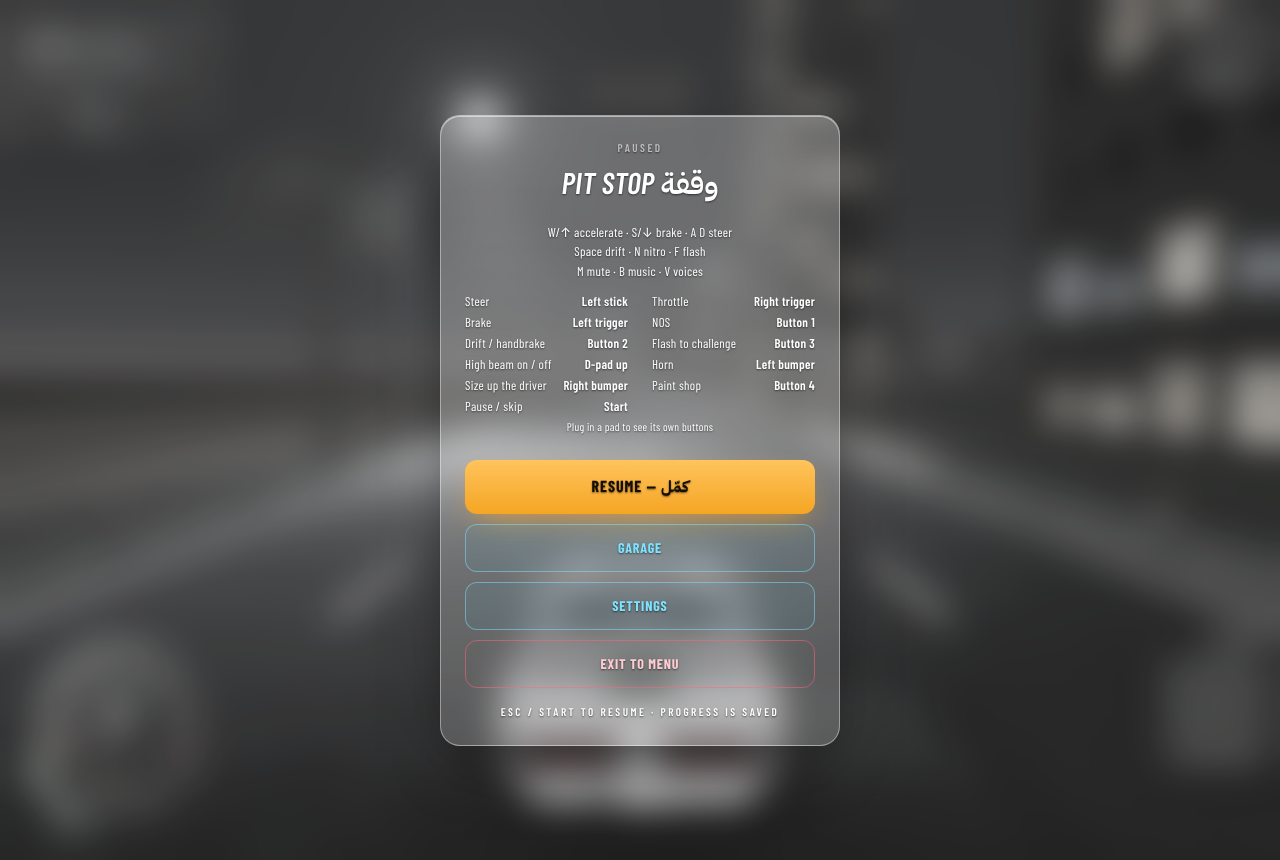 PAUSED
PIT STOP وقفة
W/↑ accelerate · S/↓ brake · A D steer
Space drift · N nitro · F flash
M mute · B music · V voices
Steer Left stick Throttle Right trigger
Brake Left trigger NOS Button 1
Drift / handbrake Button 2 Flash to challenge Button 3
High beam on / off D-pad up Horn Left bumper
Size up the driver Right bumper Paint shop Button 4
Pause / skip Start
Plug in a pad to see its own buttons
RESUME — كمّل
GARAGE
SETTINGS
EXIT TO MENU
ESC / START TO RESUME · PROGRESS IS SAVED